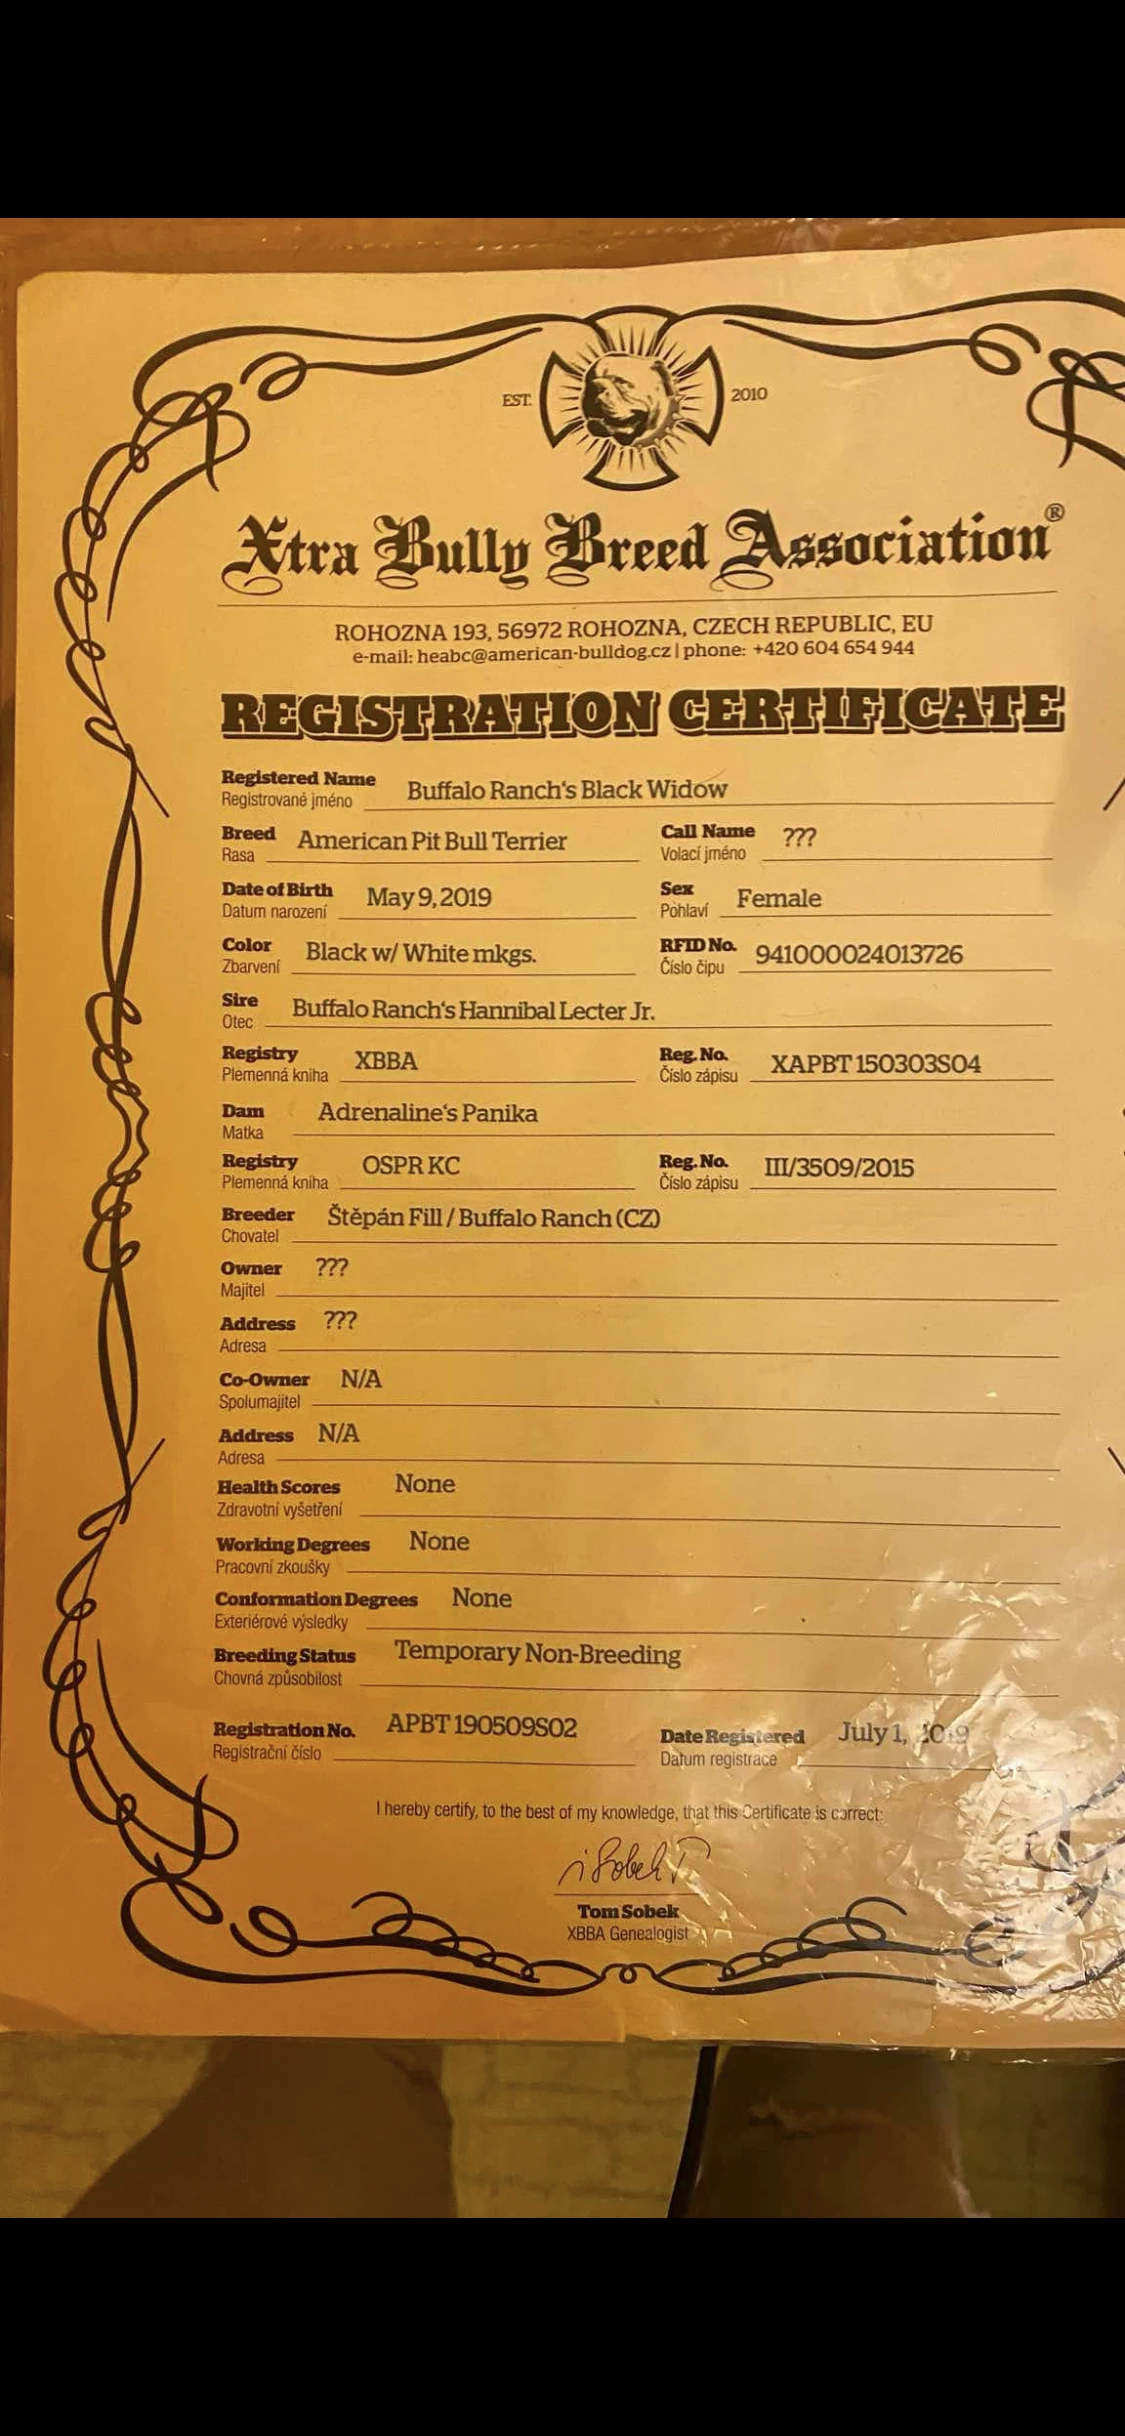 EST. 2010
Xtra Bully Breed Association®
ROHOZNA 193, 56972 ROHOZNA, CZECH REPUBLIC, EU
e-mail: heabc@american-bulldog.cz | phone: +420 604 654 944
REGISTRATION CERTIFICATE
Registered Name Buffalo Ranch's Black Widow
Registrované jméno
Breed American Pit Bull Terrier Call Name ???
Rasa Volací jméno
Date of Birth May 9, 2019 Sex Female
Datum narození Pohlaví
Color Black w/ White mkgs. RFID No. 941000024013726
Zbarvení Číslo čipu
Sire Buffalo Ranch's Hannibal Lecter Jr.
Otec
Registry XBBA Reg. No. XAPBT 150303S04
Plemenná kniha Číslo zápisu
Dam Adrenaline's Panika
Matka
Registry OSPR KC Reg. No. III/3509/2015
Plemenná kniha Číslo zápisu
Breeder Štěpán Fill / Buffalo Ranch (CZ)
Chovatel
Owner ???
Majitel
Address ???
Adresa
Co-Owner N/A
Spolumajitel
Address N/A
Adresa
Health Scores None
Zdravotní vyšetření
Working Degrees None
Pracovní zkoušky
Conformation Degrees None
Exteriérové výsledky
Breeding Status Temporary Non-Breeding
Chovná způsobilost
Registration No. APBT 190509S02 Date Registered July 1, 2019
Registrační číslo Datum registrace
I hereby certify, to the best of my knowledge, that this Certificate is correct:
Tom Sobek
XBBA Genealogist